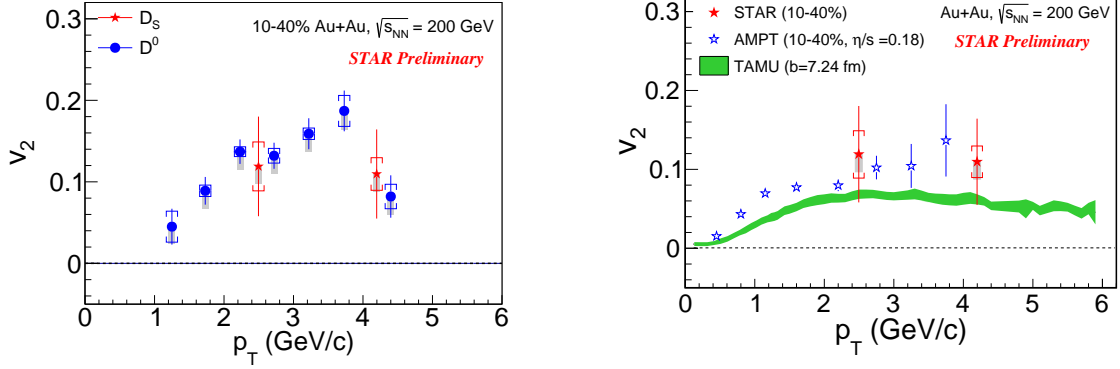 D_S
D^0
10-40% Au+Au, √s_NN = 200 GeV
STAR Preliminary
v_2
0.3
0.2
0.1
0
0 1 2 3 4 5 6
p_T (GeV/c)
STAR (10-40%)
AMPT (10-40%, η/s =0.18)
TAMU (b=7.24 fm)
Au+Au, √s_NN = 200 GeV
STAR Preliminary
v_2
0.3
0.2
0.1
0
0 1 2 3 4 5 6
p_T (GeV/c)